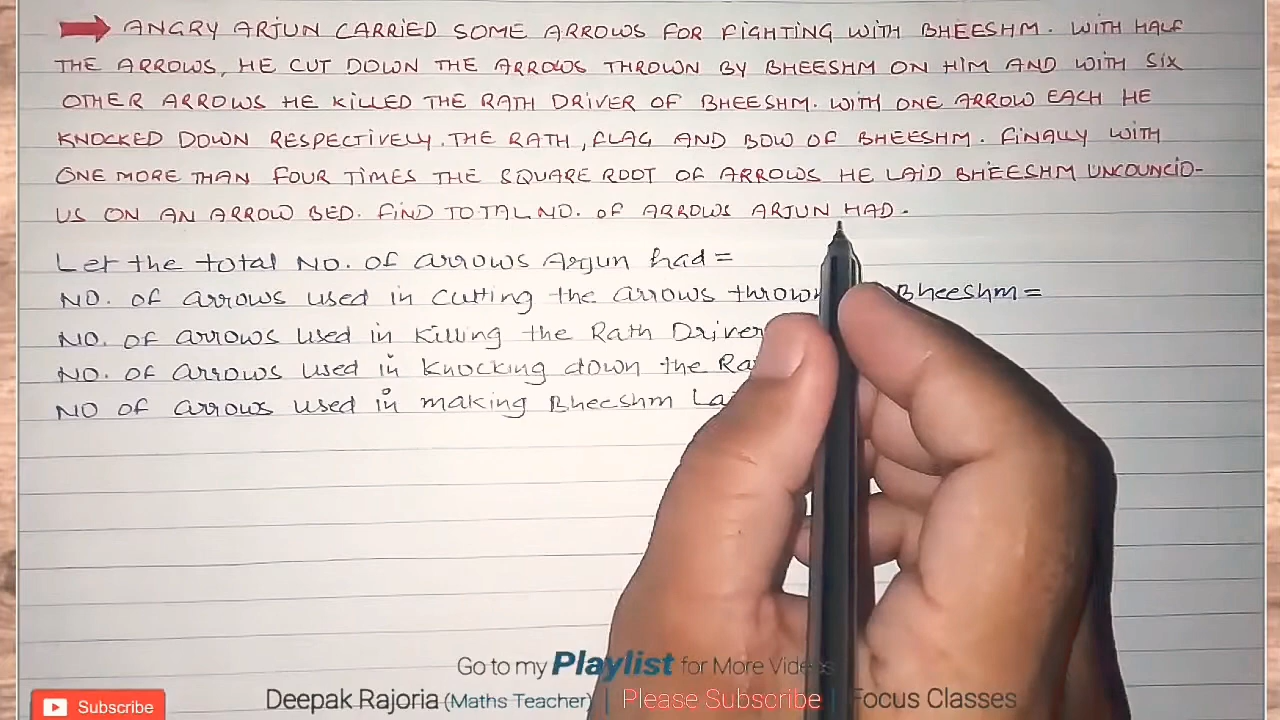 ANGRY ARJUN CARRIED SOME ARROWS FOR FIGHTING WITH BHEESHM. WITH HALF
THE ARROWS, HE CUT DOWN THE ARROWS THROWN BY BHEESHM ON HIM AND WITH SIX
OTHER ARROWS HE KILLED THE RATH DRIVER OF BHEESHM. WITH ONE ARROW EACH HE
KNOCKED DOWN RESPECTIVELY. THE RATH, FLAG AND BOW OF BHEESHM. FINALLY WITH
ONE MORE THAN FOUR TIMES THE SQUARE ROOT OF ARROWS HE LAID BHEESHM UNCOUNCIO-
US ON AN ARROW BED. FIND TOTAL NO. OF ARROWS ARJUN HAD.
Let the total NO. of arrows Arjun had =
NO. of arrows used in cutting the arrows thrown Bheeshm =
NO. of arrows used in killing the Rath Driver
NO. of arrows used in knocking down the
NO of arrows used in making Bheeshm
Go to my Playlist for More Videos
Deepak Rajoria (Maths Teacher) | Please Subscribe | Focus Classes
Subscribe